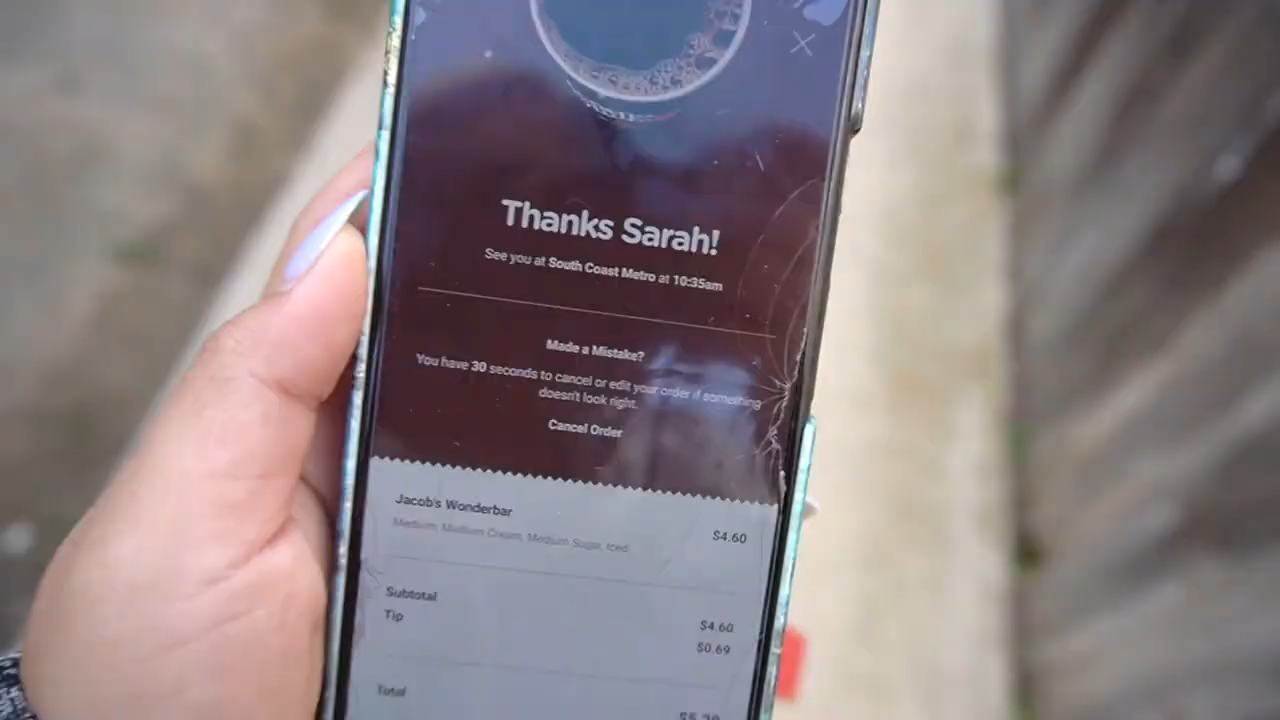 Thanks Sarah!
See you at South Coast Metro at 10:35am
Made a Mistake?
You have 30 seconds to cancel or edit your order if something
doesn't look right.
Cancel Order
Jacob's Wonderbar
$4.60
Medium, Medium Cream, Medium Sugar, Iced
Subtotal
$4.60
Tip
$0.69
Total